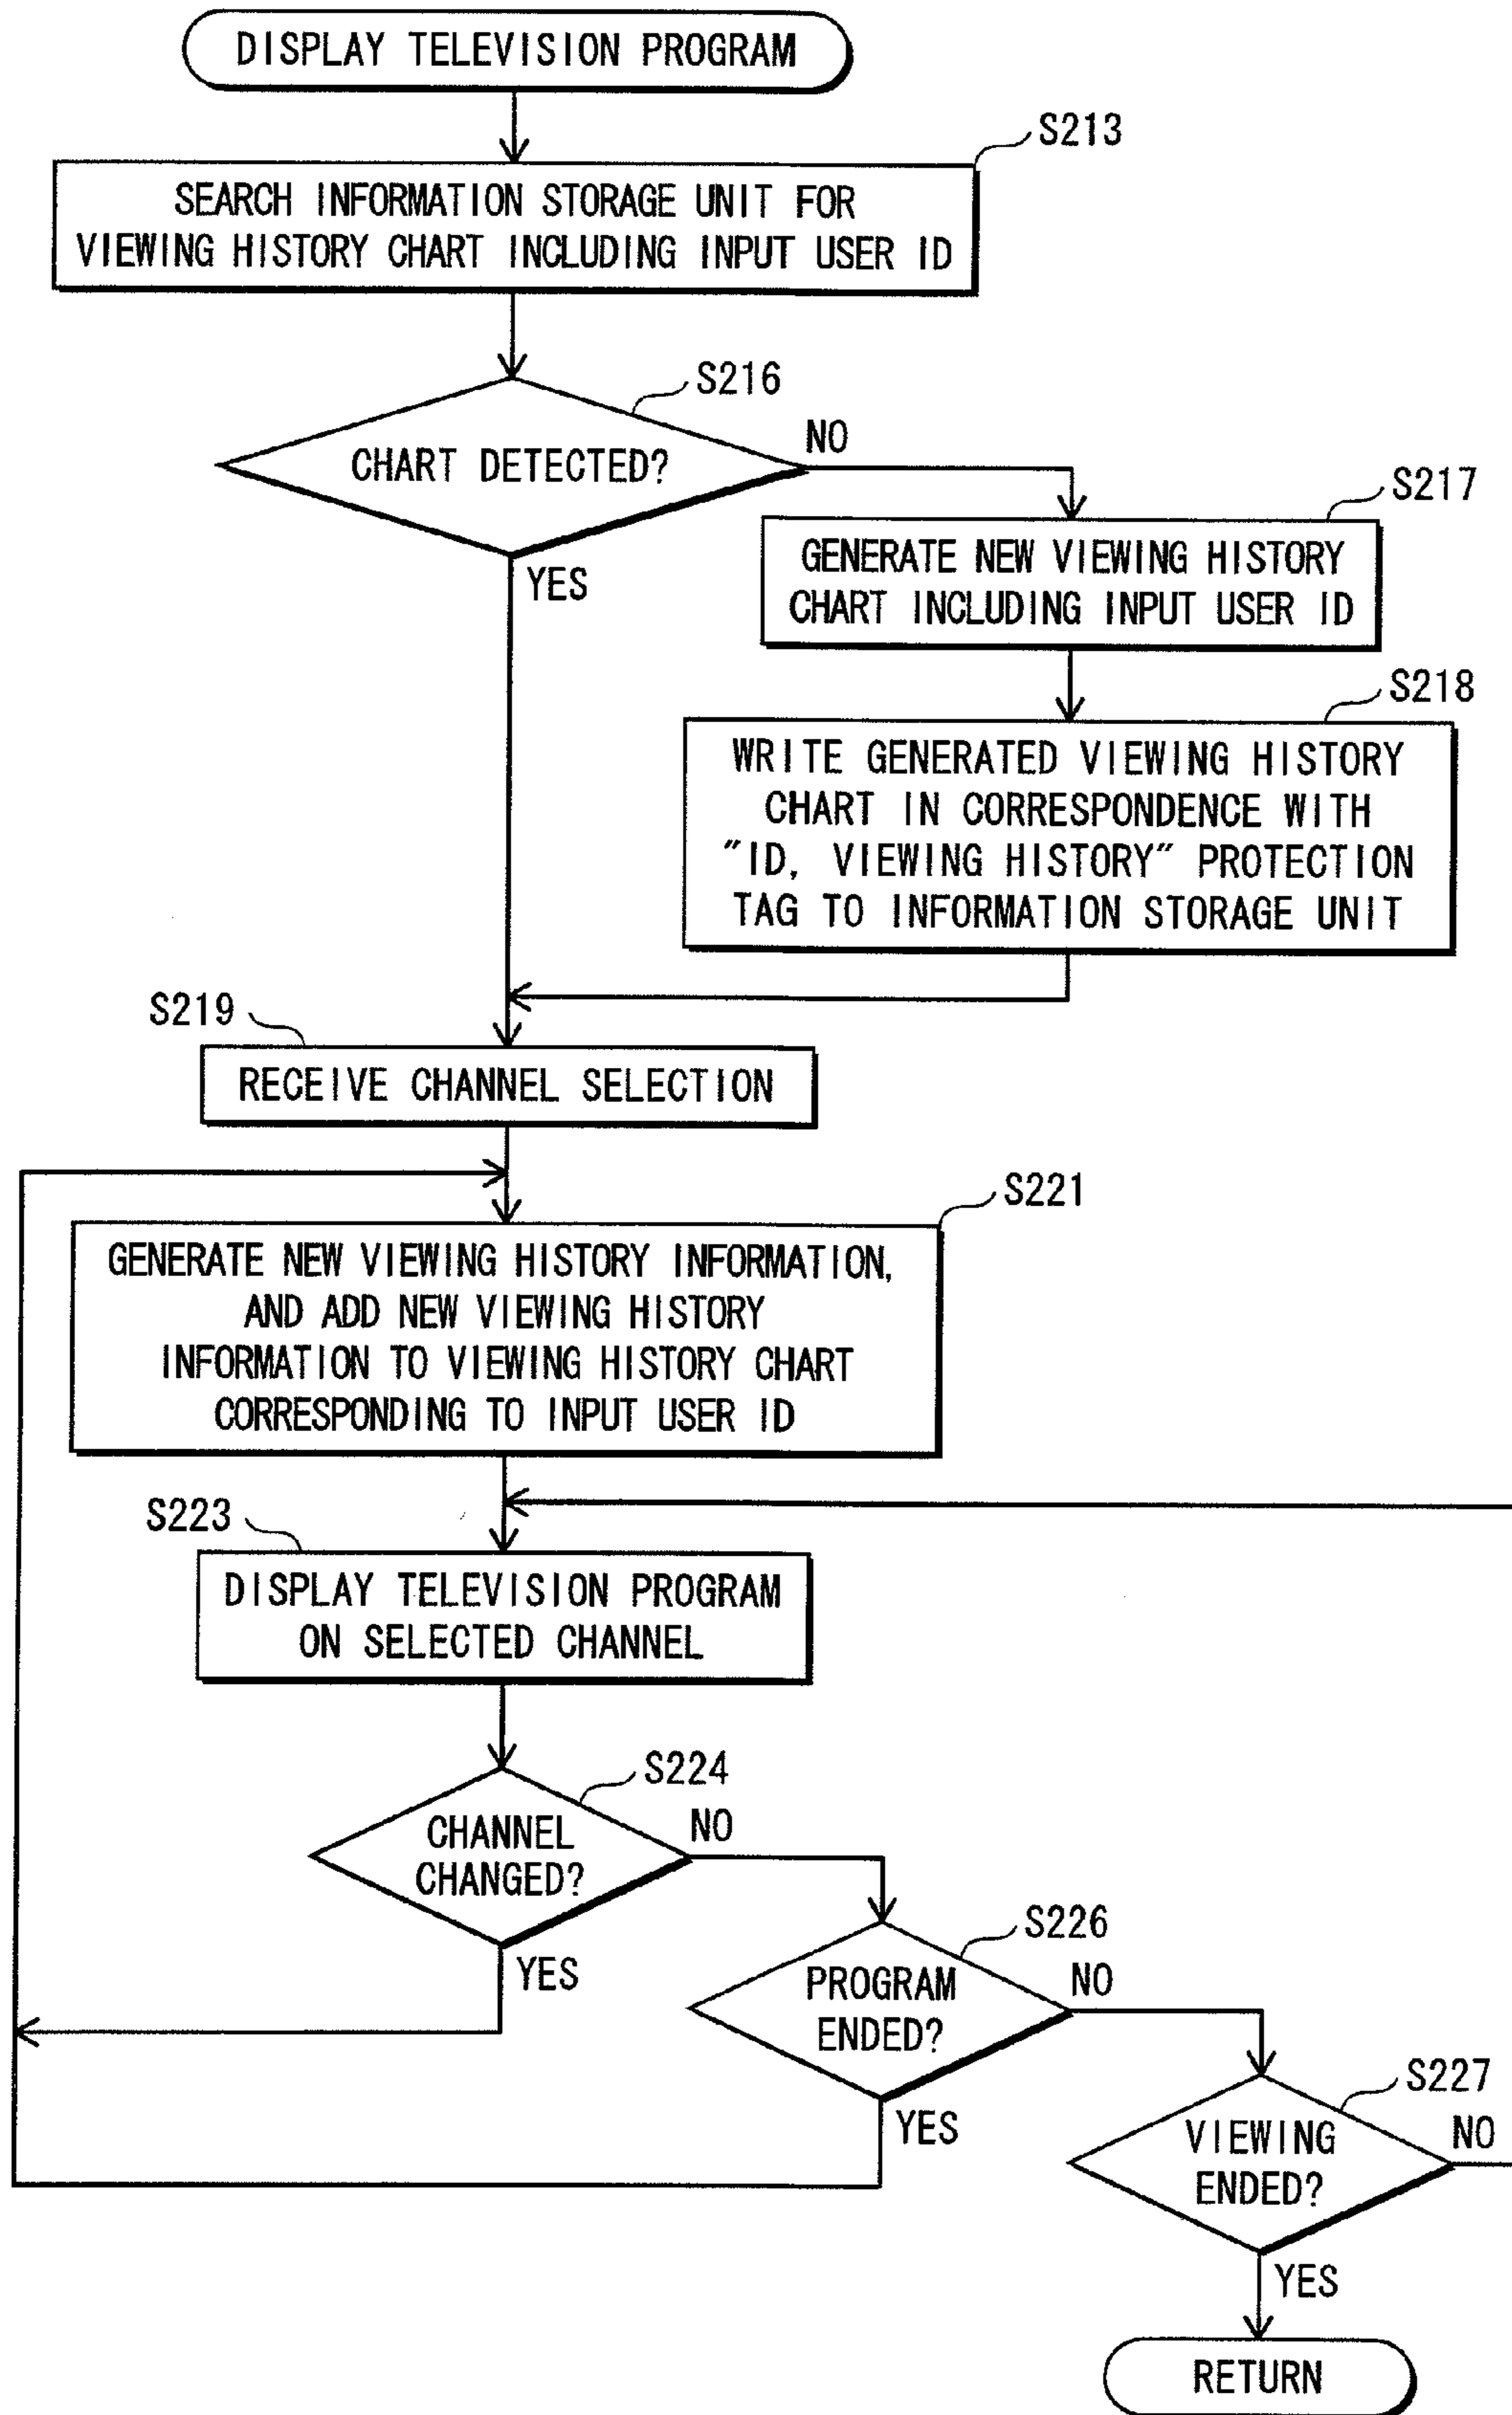 DISPLAY TELEVISION PROGRAM
S213
SEARCH INFORMATION STORAGE UNIT FOR
VIEWING HISTORY CHART INCLUDING INPUT USER ID
S216
CHART DETECTED?
NO
YES
S217
GENERATE NEW VIEWING HISTORY
CHART INCLUDING INPUT USER ID
S218
WRITE GENERATED VIEWING HISTORY
CHART IN CORRESPONDENCE WITH
"ID, VIEWING HISTORY" PROTECTION
TAG TO INFORMATION STORAGE UNIT
S219
RECEIVE CHANNEL SELECTION
S221
GENERATE NEW VIEWING HISTORY INFORMATION,
AND ADD NEW VIEWING HISTORY
INFORMATION TO VIEWING HISTORY CHART
CORRESPONDING TO INPUT USER ID
S223
DISPLAY TELEVISION PROGRAM
ON SELECTED CHANNEL
S224
CHANNEL
CHANGED?
NO
YES
S226
PROGRAM
ENDED?
NO
YES
S227
VIEWING
ENDED?
NO
YES
RETURN